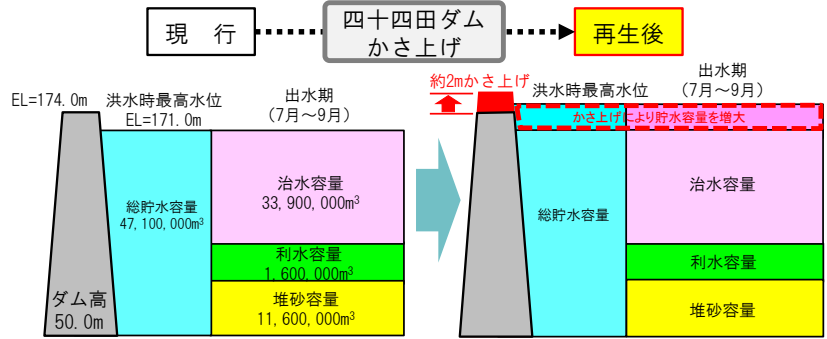 現 行
四十四田ダム
かさ上げ
再生後
EL=174.0m
洪水時最高水位
EL=171.0m
出水期
(7月～9月)
総貯水容量
47,100,000m³
治水容量
33,900,000m³
利水容量
1,600,000m³
堆砂容量
11,600,000m³
ダム高
50.0m
約2mかさ上げ
洪水時最高水位
出水期
(7月～9月)
かさ上げにより貯水容量を増大
総貯水容量
治水容量
利水容量
堆砂容量